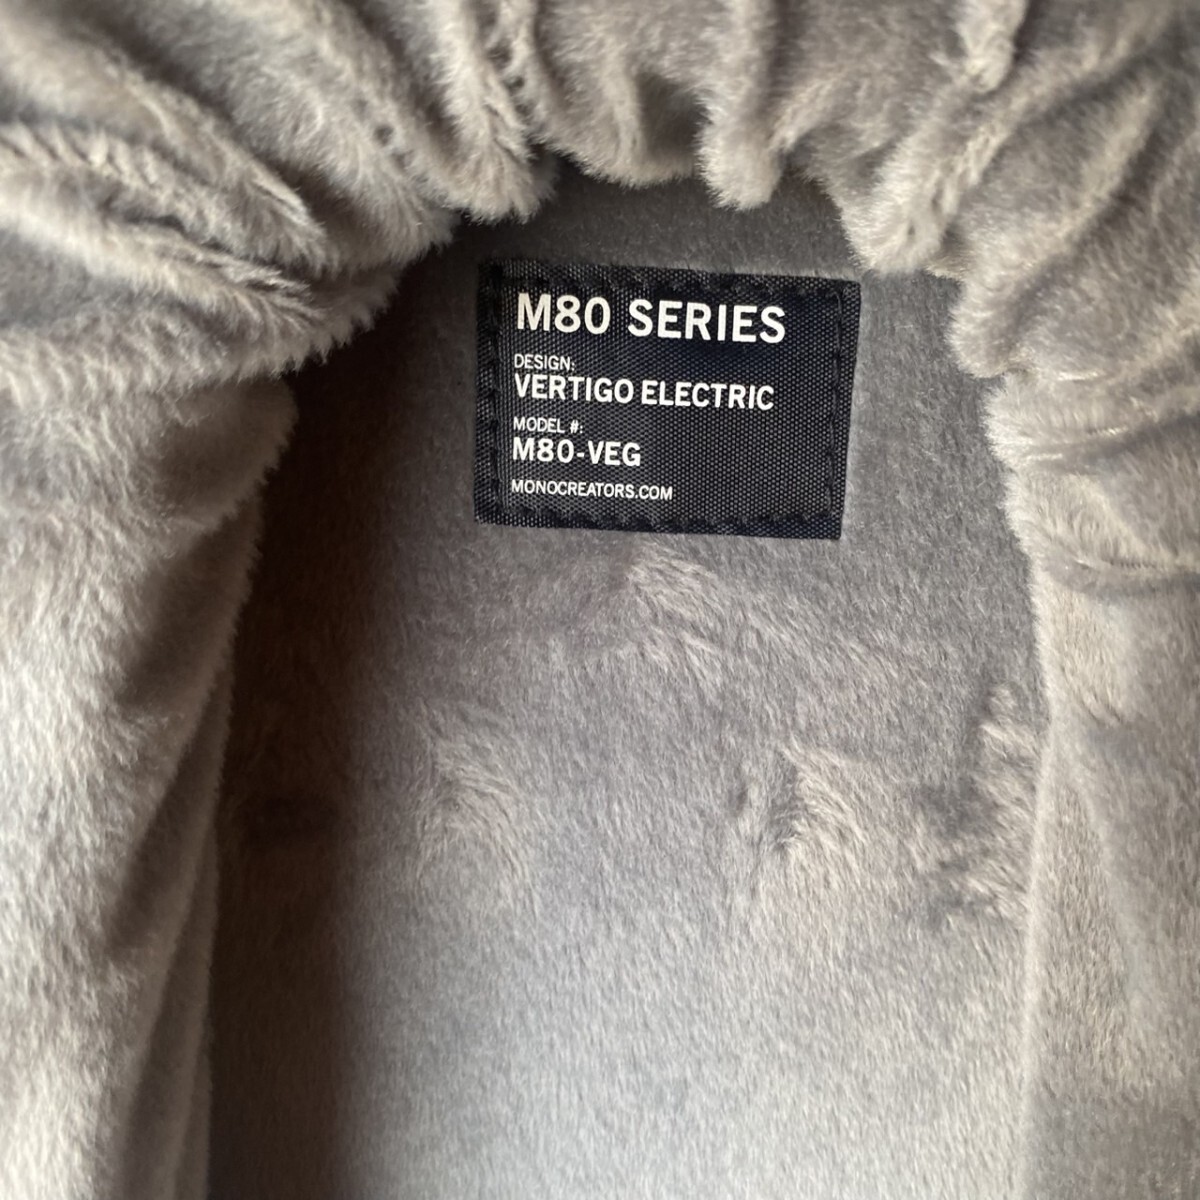 M80 SERIES
DESIGN:
VERTIGO ELECTRIC
MODEL #:
M80-VEG
MONOCREATORS.COM